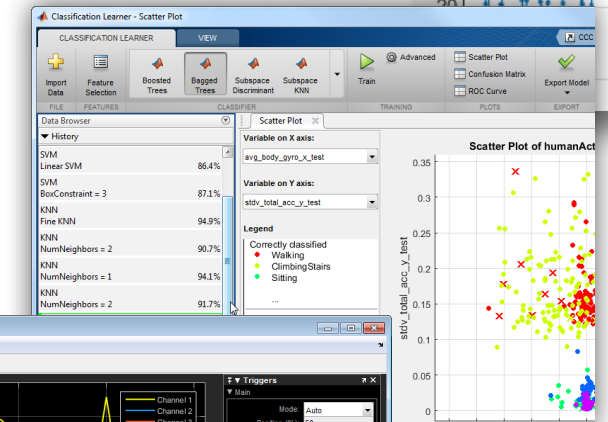 Classification Learner - Scatter Plot
CLASSIFICATION LEARNER
VIEW
CCC
Import Data
Feature Selection
Boosted Trees
Bagged Trees
Subspace Discriminant
Subspace KNN
Train
Advanced
Scatter Plot
Confusion Matrix
ROC Curve
Export Model
FILE
FEATURES
CLASSIFIER
TRAINING
PLOTS
EXPORT
Data Browser
History
SVM
Linear SVM 86.4%
SVM
BoxConstraint = 3 87.1%
KNN
Fine KNN 94.9%
KNN
NumNeighbors = 2 90.7%
KNN
NumNeighbors = 1 94.1%
KNN
NumNeighbors = 2 91.7%
Scatter Plot
Variable on X axis:
avg_body_gyro_x_test
Variable on Y axis:
stdv_total_acc_y_test
Legend
Correctly classified
Walking
ClimbingStairs
Sitting
...
Scatter Plot of humanAct
stdv_total_acc_y_test
0.35
0.3
0.25
0.2
0.15
0.1
0.05
0
Channel 1
Channel 2
Triggers
Main
Mode: Auto